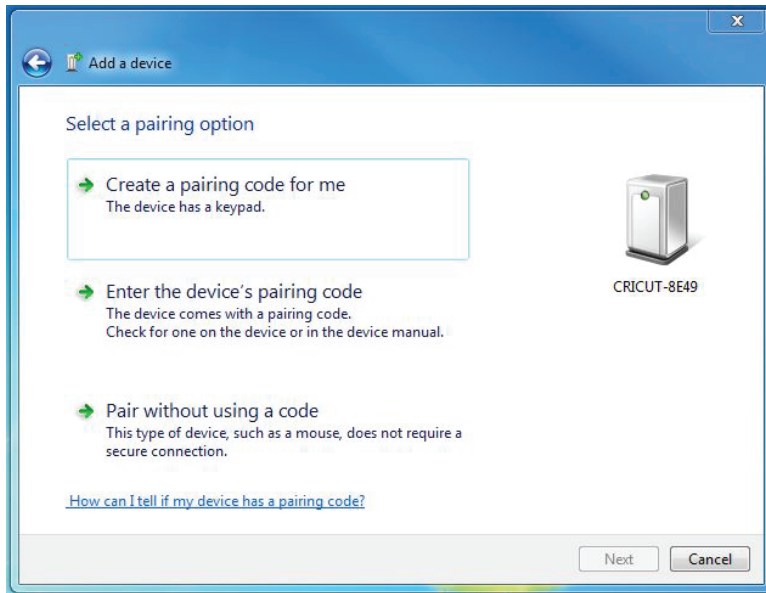 X
Add a device
Select a pairing option
Create a pairing code for me
The device has a keypad.
Enter the device's pairing code
The device comes with a pairing code.
Check for one on the device or in the device manual.
Pair without using a code
This type of device, such as a mouse, does not require a
secure connection.
How can I tell if my device has a pairing code?
CRICUT-8E49
Next
Cancel